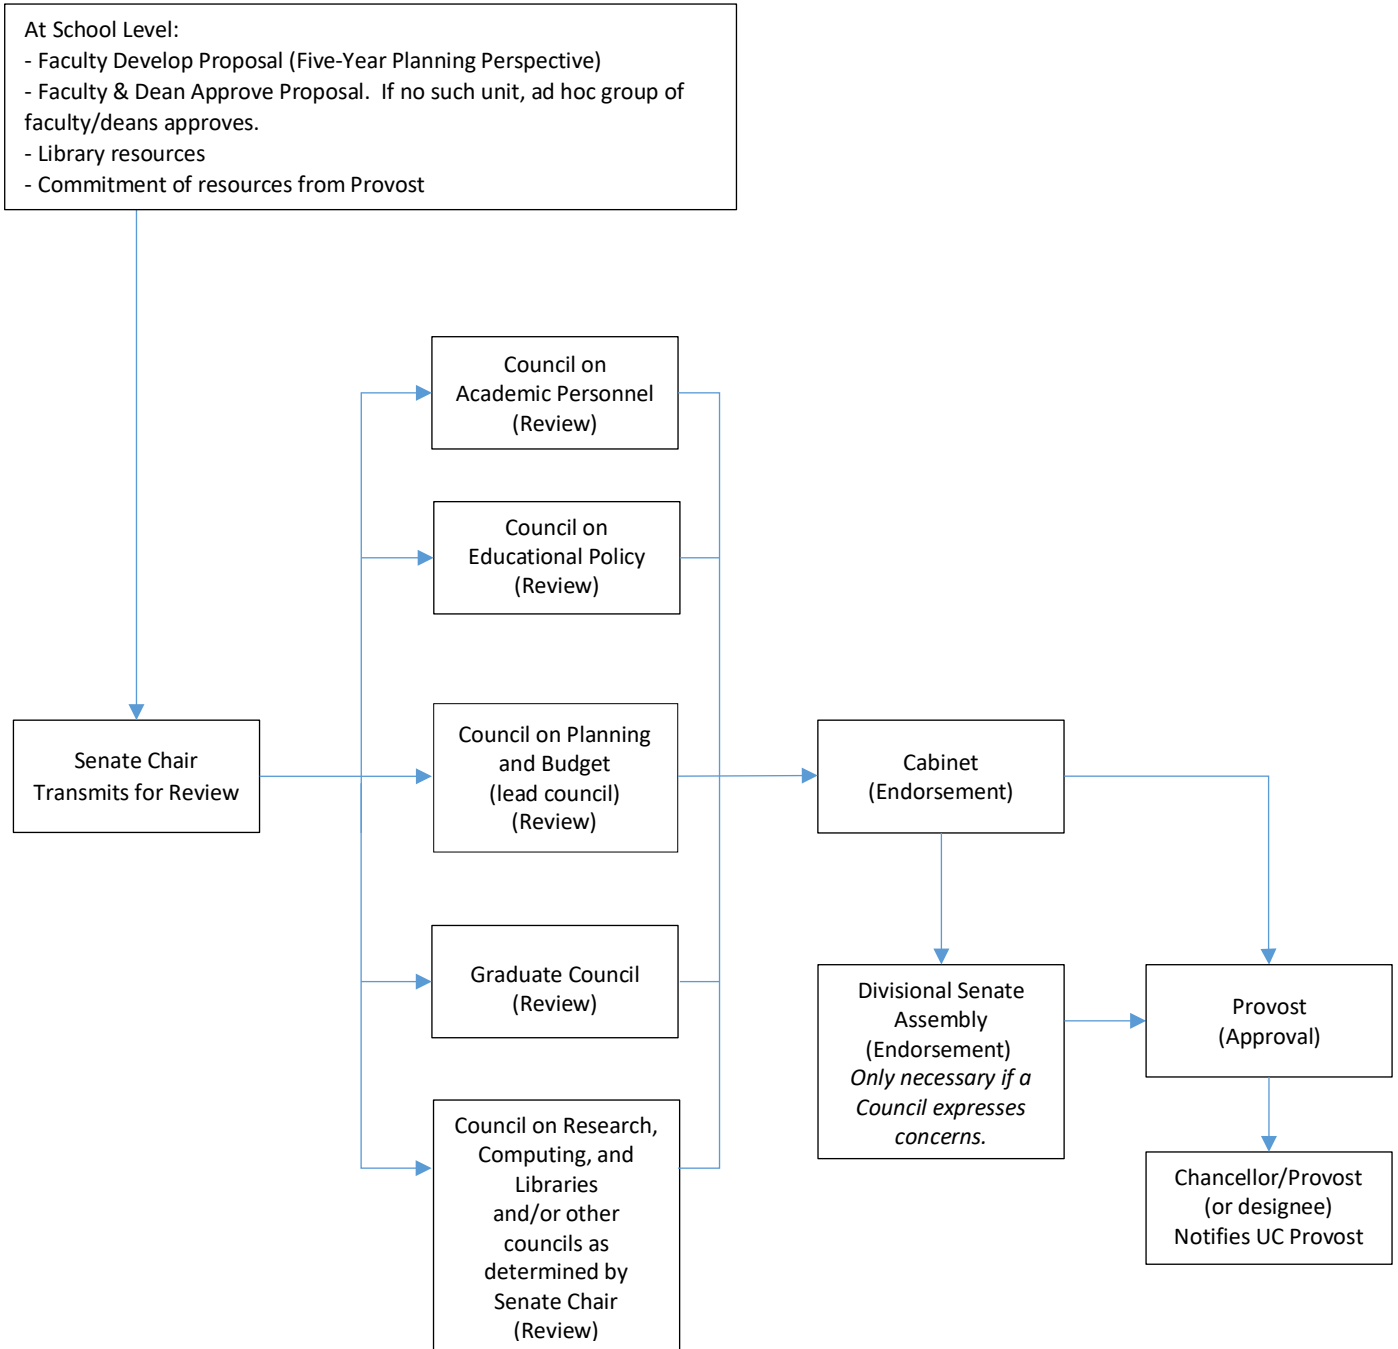 At School Level:
- Faculty Develop Proposal (Five-Year Planning Perspective)
- Faculty & Dean Approve Proposal.  If no such unit, ad hoc group of
faculty/deans approves.
- Library resources
- Commitment of resources from Provost
Council on
Academic Personnel
(Review)
Council on
Educational Policy
(Review)
Senate Chair
Transmits for Review
Council on Planning
and Budget
(lead council)
(Review)
Cabinet
(Endorsement)
Graduate Council
(Review)
Divisional Senate
Assembly
(Endorsement)
Only necessary if a
Council expresses
concerns.
Provost
(Approval)
Council on Research,
Computing, and
Libraries
and/or other
councils as
determined by
Senate Chair
(Review)
Chancellor/Provost
(or designee)
Notifies UC Provost